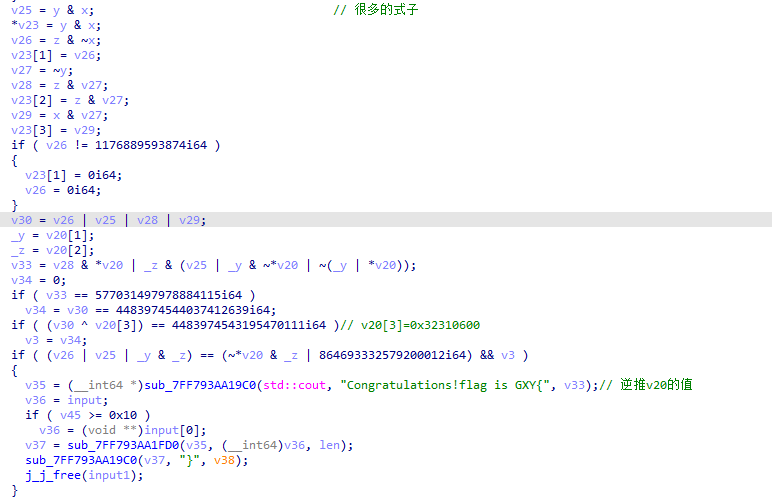 v25 = y & x; // 很多的式子
*v23 = y & x;
v26 = z & ~x;
v23[1] = v26;
v27 = ~y;
v28 = z & v27;
v23[2] = z & v27;
v29 = x & v27;
v23[3] = v29;
if ( v26 != 1176889593874i64 )
{
v23[1] = 0i64;
v26 = 0i64;
}
v30 = v26 | v25 | v28 | v29;
_y = v20[1];
_z = v20[2];
v33 = v28 & *v20 | _z & (v25 | _y & ~*v20 | ~(_y | *v20));
v34 = 0;
if ( v33 == 577031497978884115i64 )
v34 = v30 == 4483974544037412639i64;
if ( (v30 ^ v20[3]) == 4483974543195470111i64 )// v20[3]=0x32310600
v3 = v34;
if ( (v26 | v25 | _y & _z) == (~*v20 & _z | 864693332579200012i64) && v3 )
{
v35 = (__int64 *)sub_7FF793AA19C0(std::cout, "Congratulations!flag is GXY{", v33);// 逆推v20的值
v36 = input;
if ( v45 >= 0x10 )
v36 = (void **)input[0];
v37 = sub_7FF793AA1FD0(v35, (__int64)v36, len);
sub_7FF793AA19C0(v37, "}", v38);
j_j_free(input1);
}